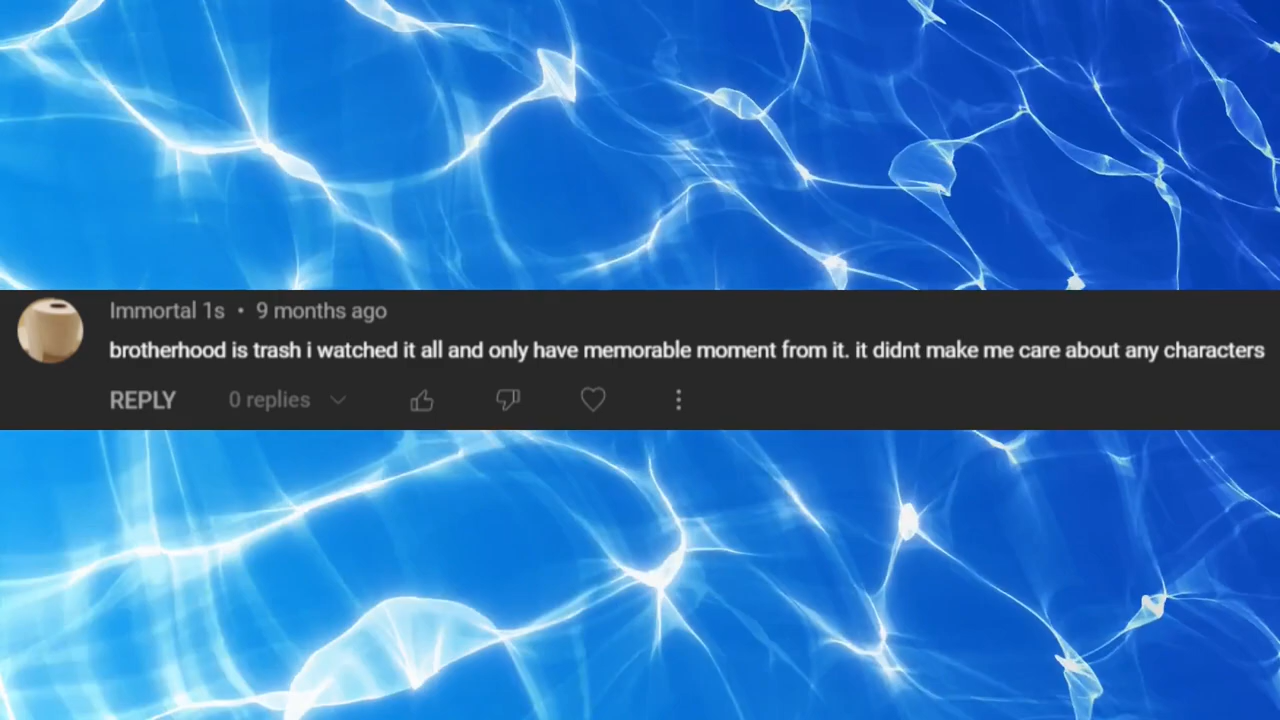 Immortal 1s • 9 months ago
brotherhood is trash i watched it all and only have memorable moment from it. it didnt make me care about any characters
REPLY 0 replies